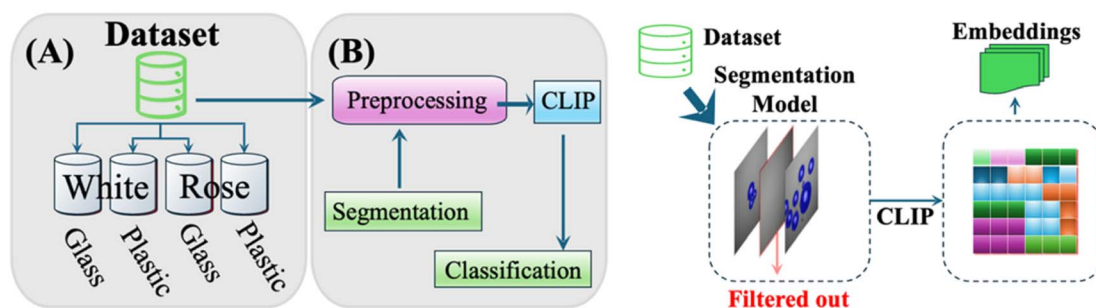 (A)
Dataset
White Rose
Glass
Plastic
Glass
Plastic
(B)
Preprocessing
CLIP
Segmentation
Classification
Dataset
Segmentation
Model
Filtered out
CLIP
Embeddings